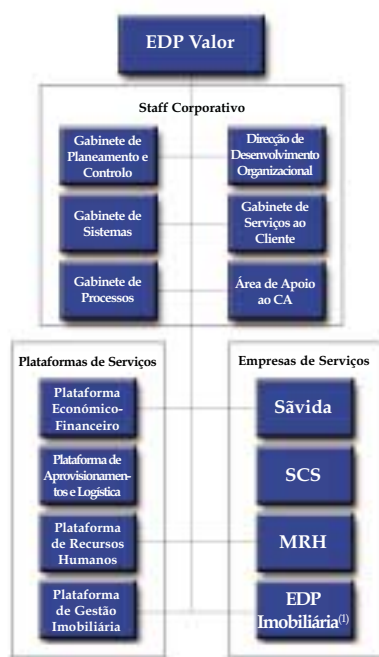 EDP Valor
Staff Corporativo
Gabinete de
Planeamento e
Controlo
Direcção de
Desenvolvimento
Organizacional
Gabinete de
Sistemas
Gabinete de
Serviços ao
Cliente
Gabinete de
Processos
Área de Apoio
ao CA
Plataformas de Serviços
Plataforma
Económico-
Financeiro
Plataforma de
Aprovisionamen-
tos e Logística
Plataforma
de Recursos
Humanos
Plataforma
de Gestão
Imobiliária
Empresas de Serviços
Sãvida
SCS
MRH
EDP
Imobiliária(1)